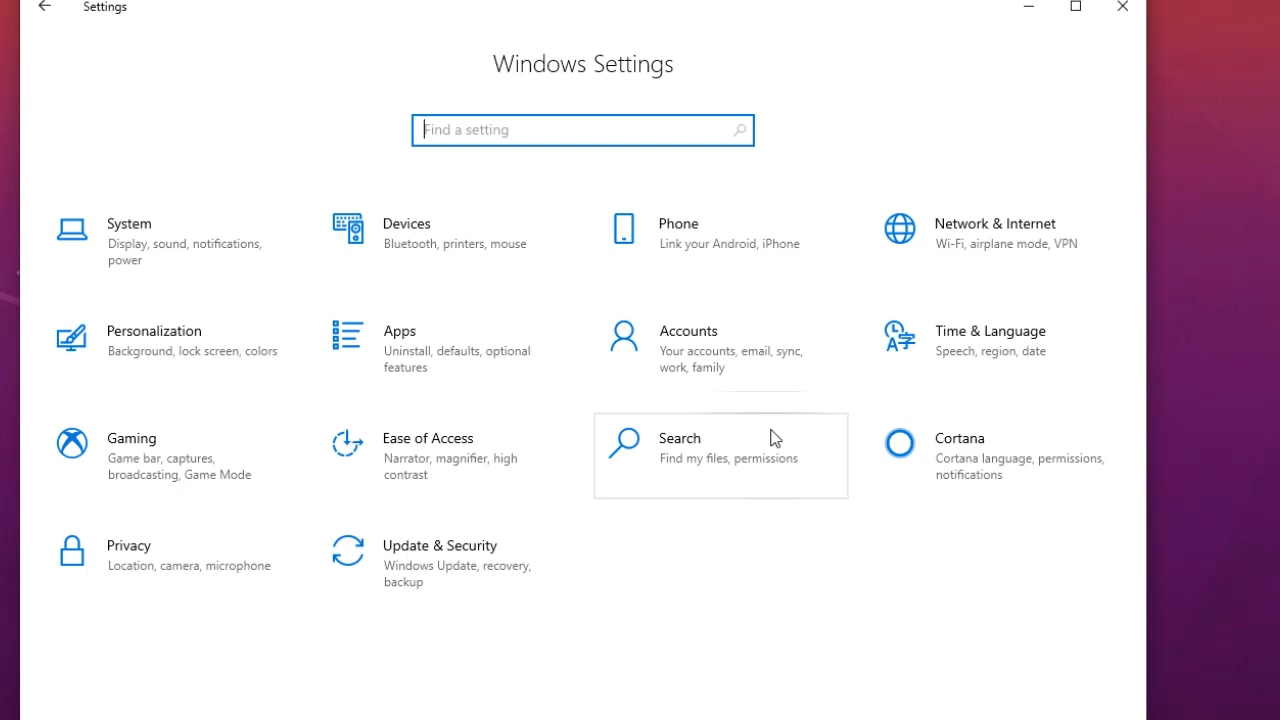 Settings
Windows Settings
Find a setting
System
Display, sound, notifications,
power
Devices
Bluetooth, printers, mouse
Phone
Link your Android, iPhone
Network & Internet
Wi-Fi, airplane mode, VPN
Personalization
Background, lock screen, colors
Apps
Uninstall, defaults, optional
features
Accounts
Your accounts, email, sync,
work, family
Time & Language
Speech, region, date
Gaming
Game bar, captures,
broadcasting, Game Mode
Ease of Access
Narrator, magnifier, high
contrast
Search
Find my files, permissions
Cortana
Cortana language, permissions,
notifications
Privacy
Location, camera, microphone
Update & Security
Windows Update, recovery,
backup